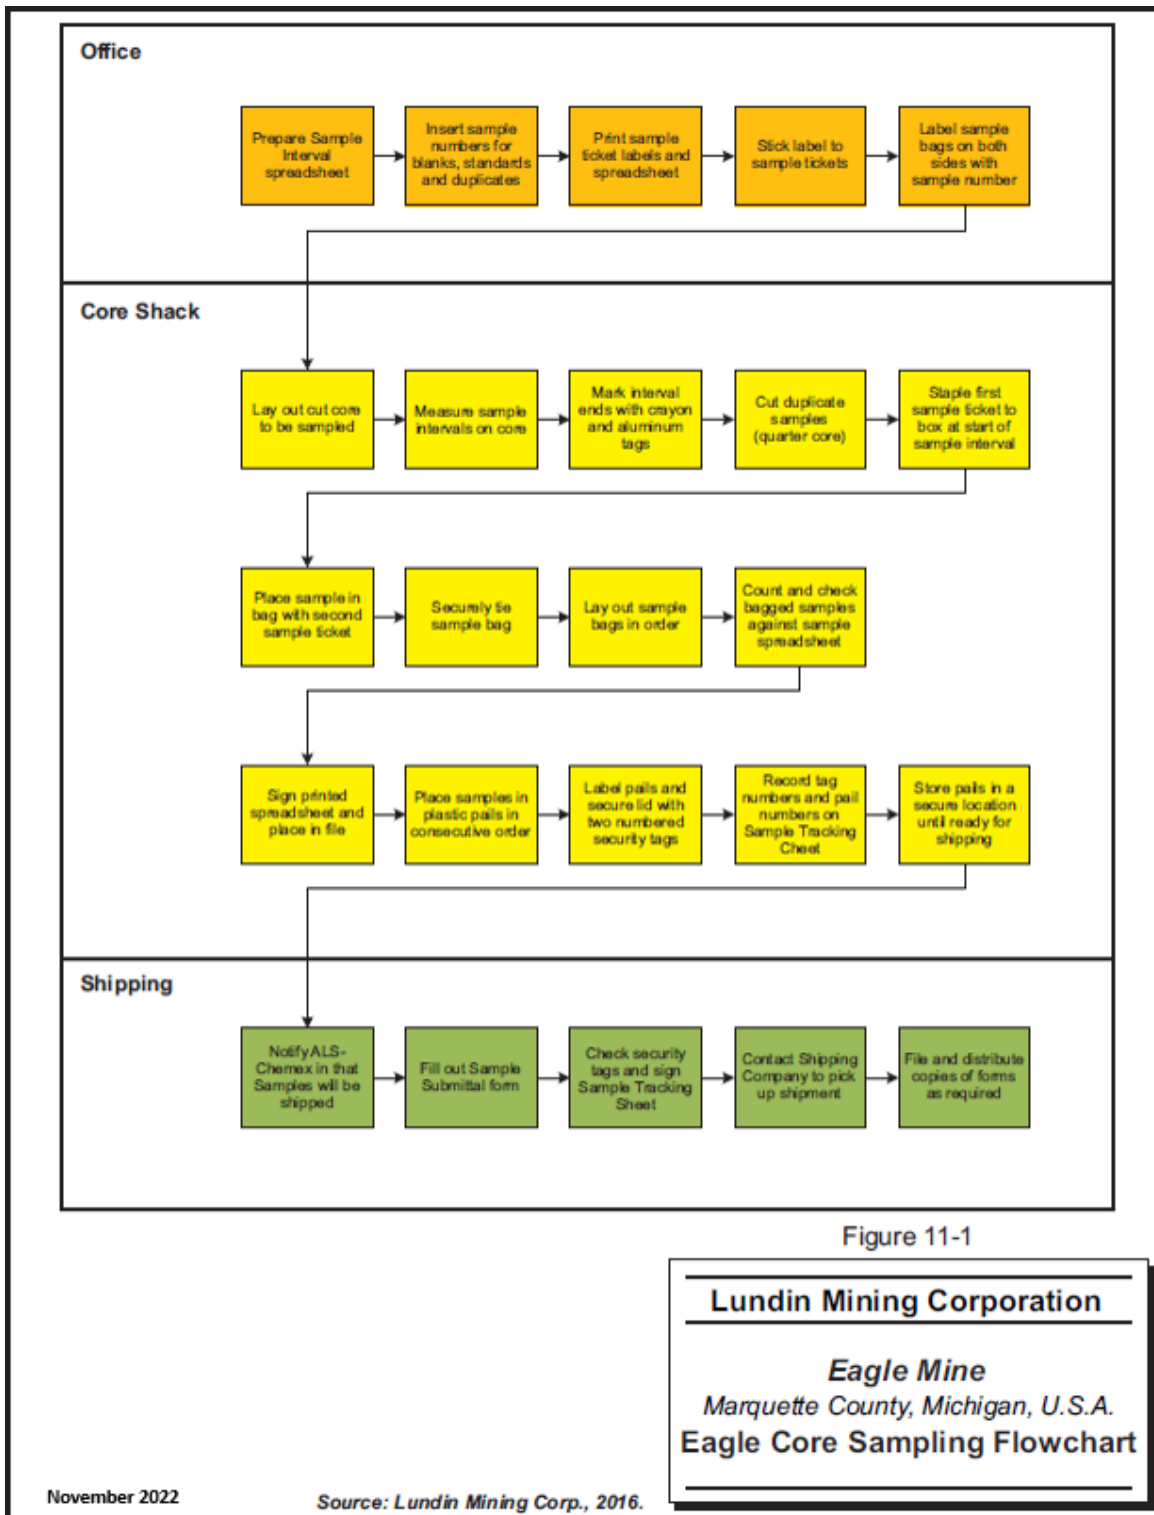 Office
Prepare Sample
Interval
spreadsheet
Insert sample
numbers for
blanks, standards
and duplicates
Print sample
ticket labels and
spreadsheet
Stick label to
sample tickets
Label sample
bags on both
sides with
sample number
Core Shack
Lay out cut core
to be sampled
Measure sample
intervals on core
Mark interval
ends with crayon
and aluminum
tags
Cut duplicate
samples
(quarter core)
Staple first
sample ticket to
box at start of
sample interval
Place sample in
bag with second
sample ticket
Securely tie
sample bag
Lay out sample
bags in order
Count and check
bagged samples
against sample
spreadsheet
Sign printed
spreadsheet and
place in file
Place samples in
plastic pails in
consecutive order
Label pails and
secure lid with
two numbered
security tags
Record tag
numbers and pail
numbers on
Sample Tracking
Cheet
Store pails in a
secure location
until ready for
shipping
Shipping
Notify ALS-
Chemex in that
Samples will be
shipped
Fill out Sample
Submittal form
Check security
tags and sign
Sample Tracking
Sheet
Contact Shipping
Company to pick
up shipment
File and distribute
copies of forms
as required
Figure 11-1
Lundin Mining Corporation
Eagle Mine
Marquette County, Michigan, U.S.A.
Eagle Core Sampling Flowchart
November 2022
Source: Lundin Mining Corp., 2016.